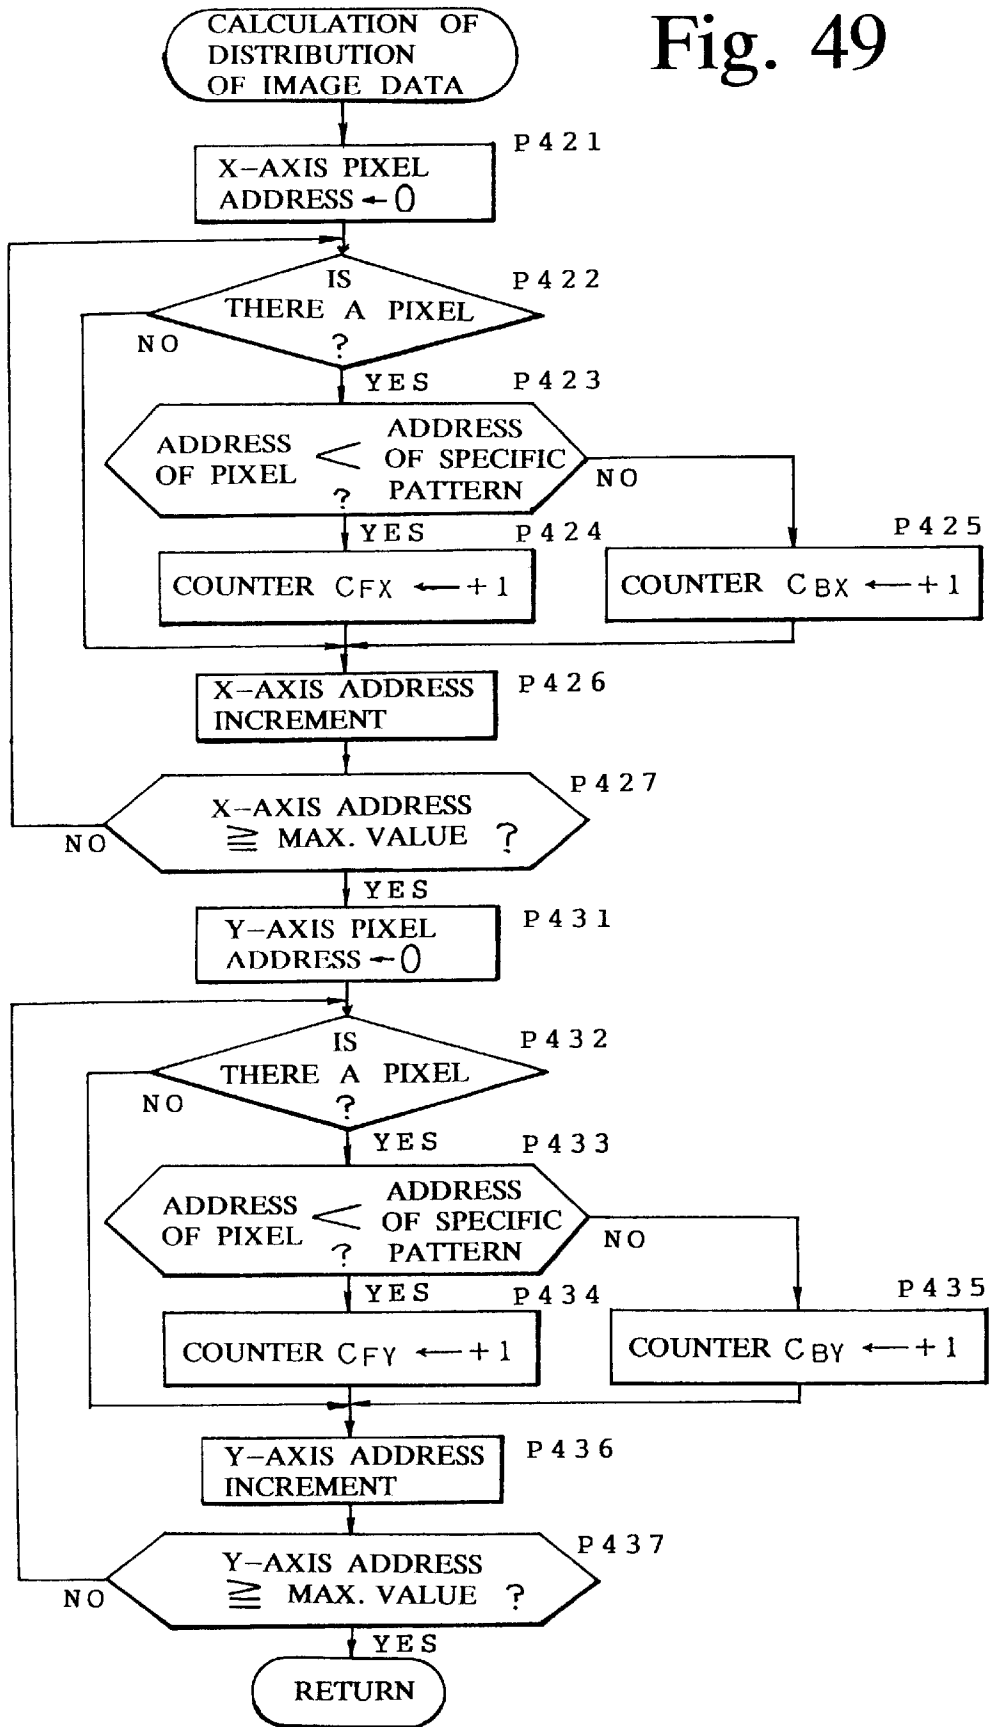 Fig. 49
CALCULATION OF
DISTRIBUTION
OF IMAGE DATA
P421
X-AXIS PIXEL
ADDRESS ← 0
P422
IS
THERE A PIXEL
?
NO
YES
P423
ADDRESS
OF PIXEL
<
ADDRESS
OF SPECIFIC
PATTERN
?
NO
YES
P424
COUNTER CFX ← +1
P425
COUNTER CBX ← +1
P426
X-AXIS ADDRESS
INCREMENT
P427
X-AXIS ADDRESS
≧ MAX. VALUE ?
NO
YES
P431
Y-AXIS PIXEL
ADDRESS ← 0
P432
IS
THERE A PIXEL
?
NO
YES
P433
ADDRESS
OF PIXEL
<
ADDRESS
OF SPECIFIC
PATTERN
?
NO
YES
P434
COUNTER CFY ← +1
P435
COUNTER CBY ← +1
P436
Y-AXIS ADDRESS
INCREMENT
P437
Y-AXIS ADDRESS
≧ MAX. VALUE ?
NO
YES
RETURN